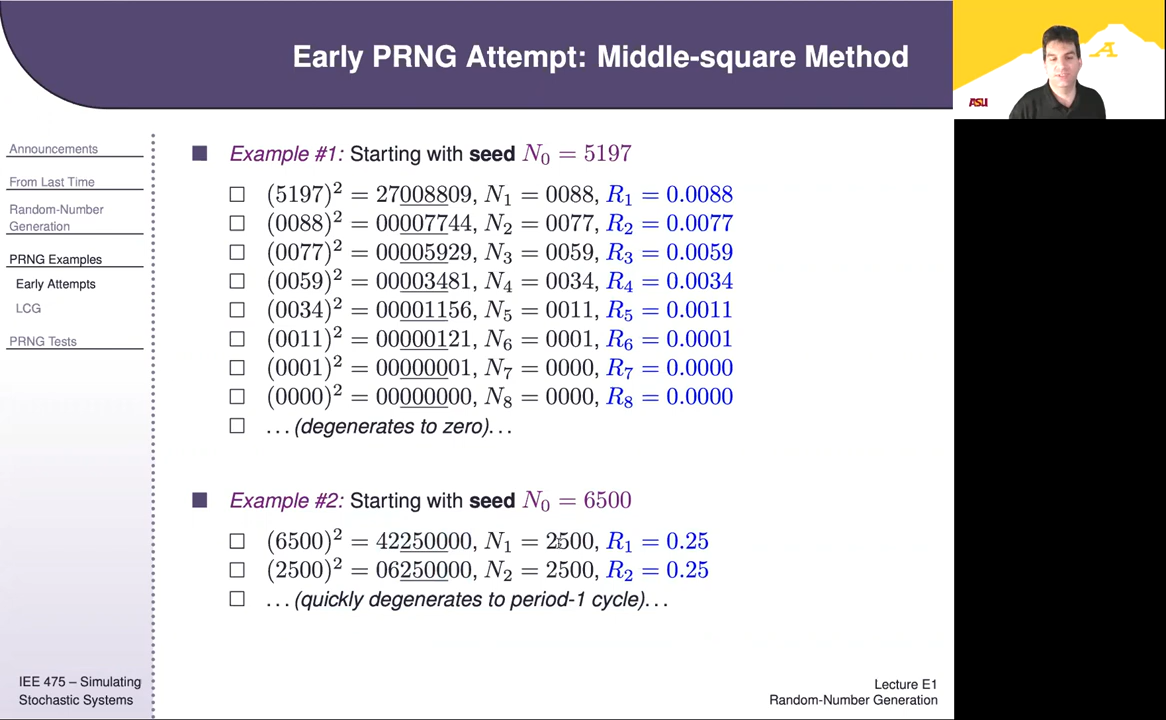 Early PRNG Attempt: Middle-square Method
ASU
A
Announcements
From Last Time
Random-Number
Generation
PRNG Examples
Early Attempts
LCG
PRNG Tests
Example #1: Starting with seed N₀ = 5197
(5197)² = 27008809, N₁ = 0088, R₁ = 0.0088
(0088)² = 00007744, N₂ = 0077, R₂ = 0.0077
(0077)² = 00005929, N₃ = 0059, R₃ = 0.0059
(0059)² = 00003481, N₄ = 0034, R₄ = 0.0034
(0034)² = 00001156, N₅ = 0011, R₅ = 0.0011
(0011)² = 00000121, N₆ = 0001, R₆ = 0.0001
(0001)² = 00000001, N₇ = 0000, R₇ = 0.0000
(0000)² = 00000000, N₈ = 0000, R₈ = 0.0000
...(degenerates to zero)...
Example #2: Starting with seed N₀ = 6500
(6500)² = 42250000, N₁ = 2500, R₁ = 0.25
(2500)² = 06250000, N₂ = 2500, R₂ = 0.25
...(quickly degenerates to period-1 cycle)...
IEE 475 – Simulating
Stochastic Systems
Lecture E1
Random-Number Generation